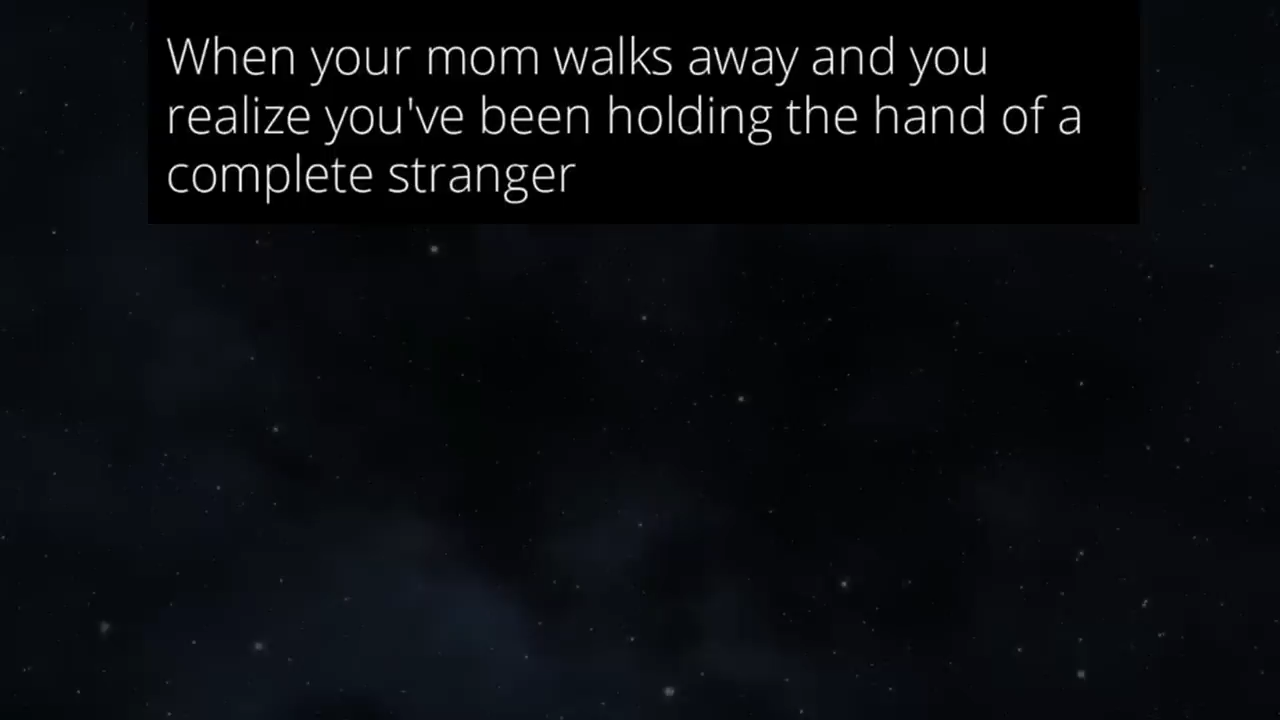 When your mom walks away and you
realize you've been holding the hand of a
complete stranger